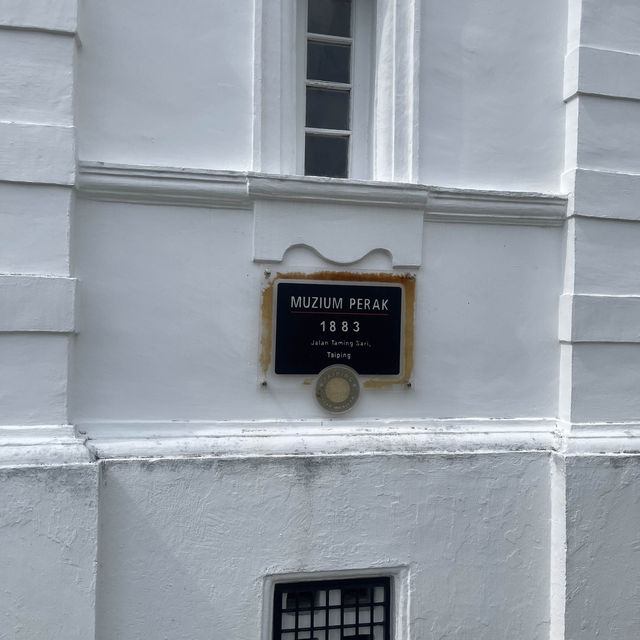 MUZIUM PERAK
1883
Jalan Taming Sari,
Taiping